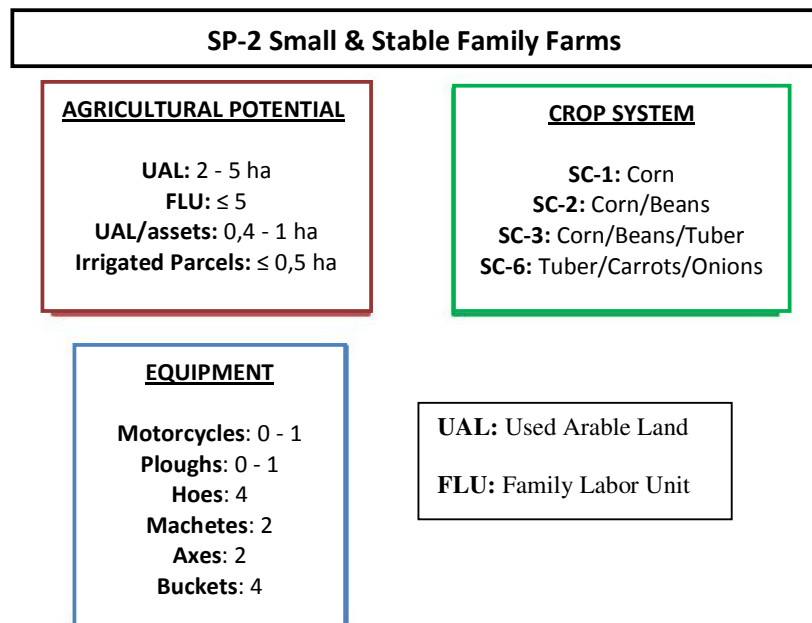 SP-2 Small & Stable Family Farms
AGRICULTURAL POTENTIAL
UAL: 2 - 5 ha
FLU: ≤ 5
UAL/assets: 0,4 - 1 ha
Irrigated Parcels: ≤ 0,5 ha
CROP SYSTEM
SC-1: Corn
SC-2: Corn/Beans
SC-3: Corn/Beans/Tuber
SC-6: Tuber/Carrots/Onions
EQUIPMENT
Motorcycles: 0 - 1
Ploughs: 0 - 1
Hoes: 4
Machetes: 2
Axes: 2
Buckets: 4
UAL: Used Arable Land
FLU: Family Labor Unit